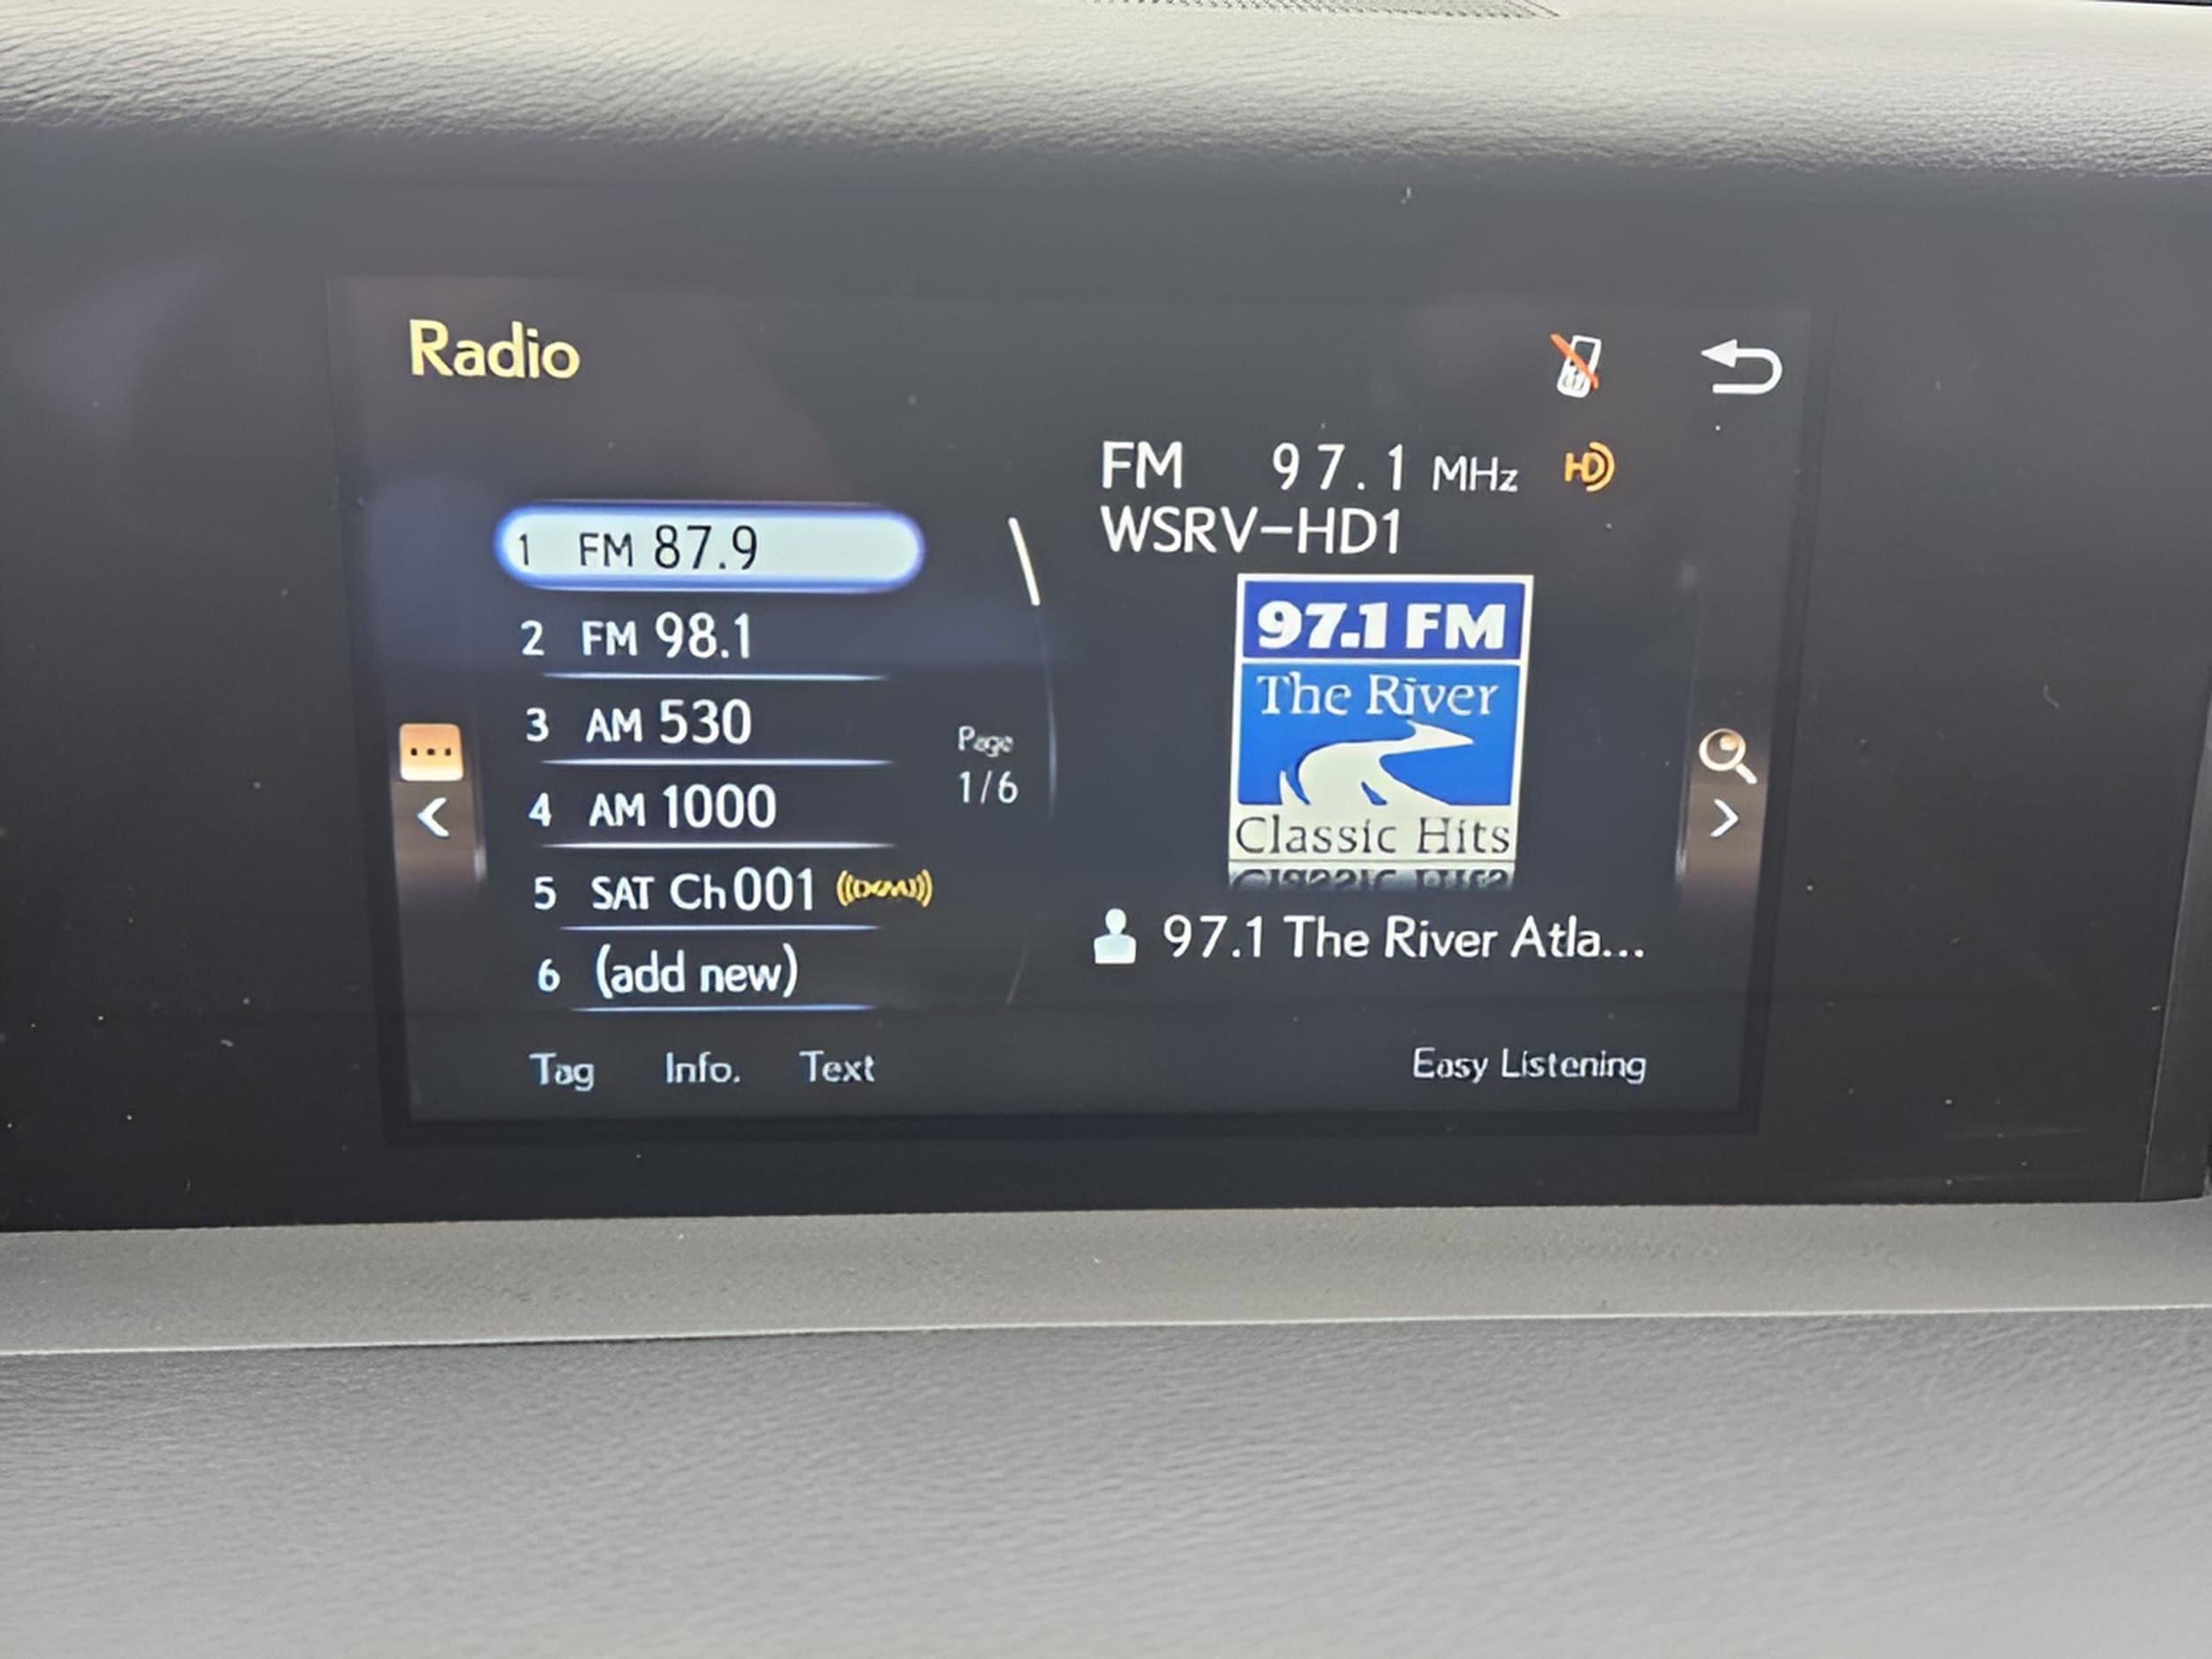 Radio
1 FM 87.9
2 FM 98.1
3 AM 530
4 AM 1000
5 SAT Ch001 ((XM))
6 (add new)
Page
1/6
Tag Info. Text
FM 97.1 MHz HD
WSRV-HD1
97.1 FM
The River
Classic Hits
97.1 The River Atla...
Easy Listening